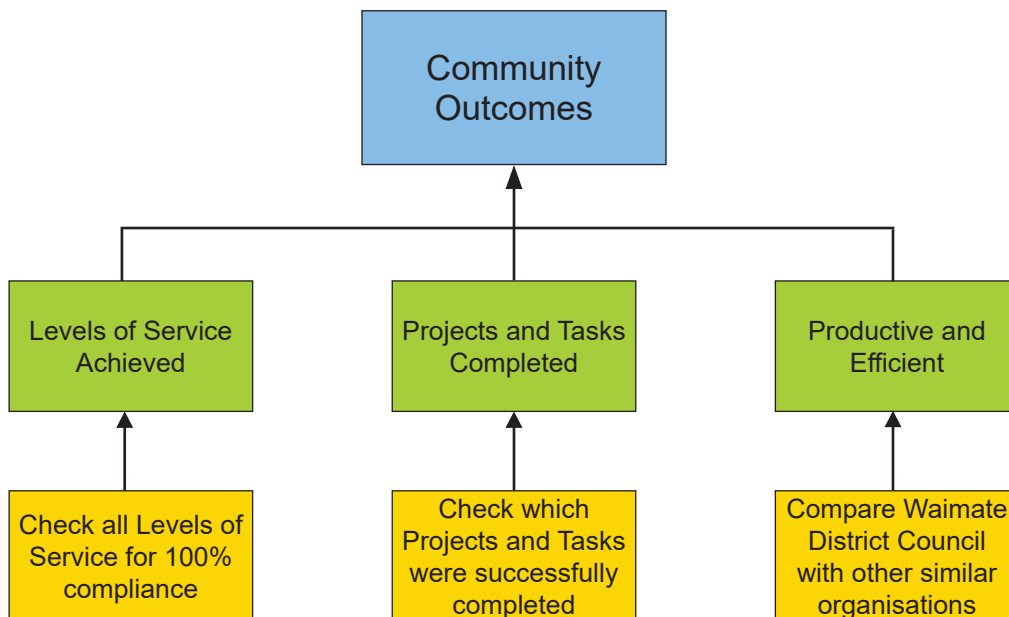 Community
Outcomes
Levels of Service
Achieved
Projects and Tasks
Completed
Productive and
Efficient
Check all Levels of
Service for 100%
compliance
Check which
Projects and Tasks
were successfully
completed
Compare Waimate
District Council
with other similar
organisations